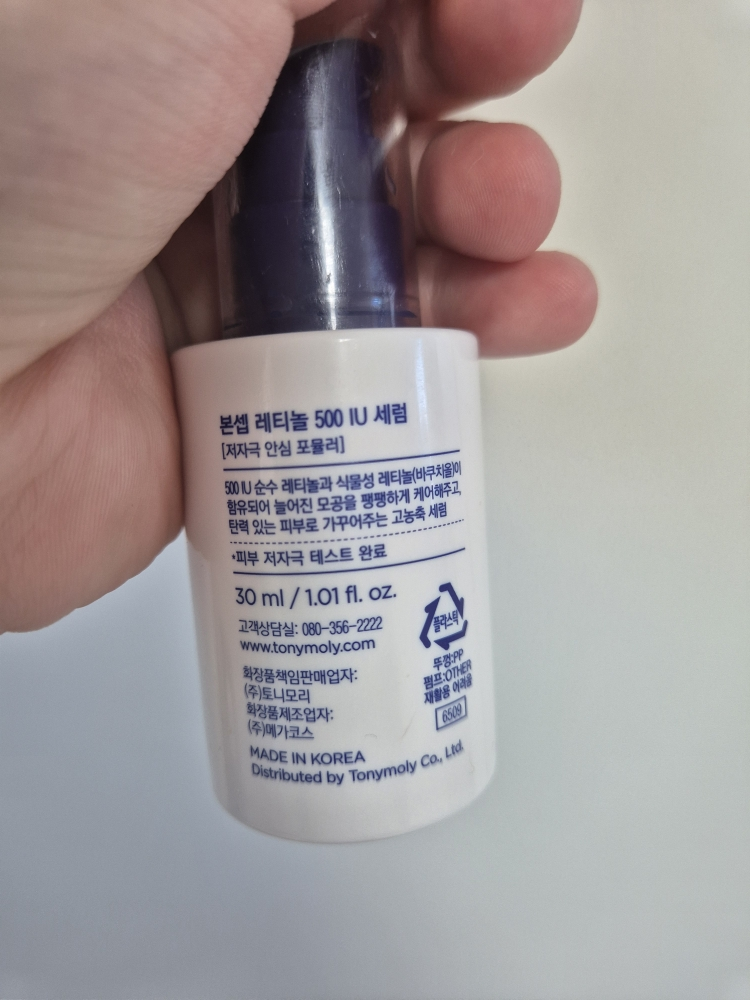 본셉 레티놀 500 IU 세럼
[저자극 안심 포뮬러]
500 IU 순수 레티놀과 식물성 레티놀(바쿠치올)이
함유되어 늘어진 모공을 팽팽하게 케어해주고,
탄력 있는 피부로 가꾸어주는 고농축 세럼
*피부 저자극 테스트 완료
30 ml / 1.01 fl. oz.
고객상담실: 080-356-2222
www.tonymoly.com
화장품책임판매업자:
(주)토니모리
화장품제조업자:
(주)메가코스
플라스틱
뚜껑:PP
펌프:OTHER
재활용 어려움
6509
MADE IN KOREA
Distributed by Tonymoly Co., Ltd.